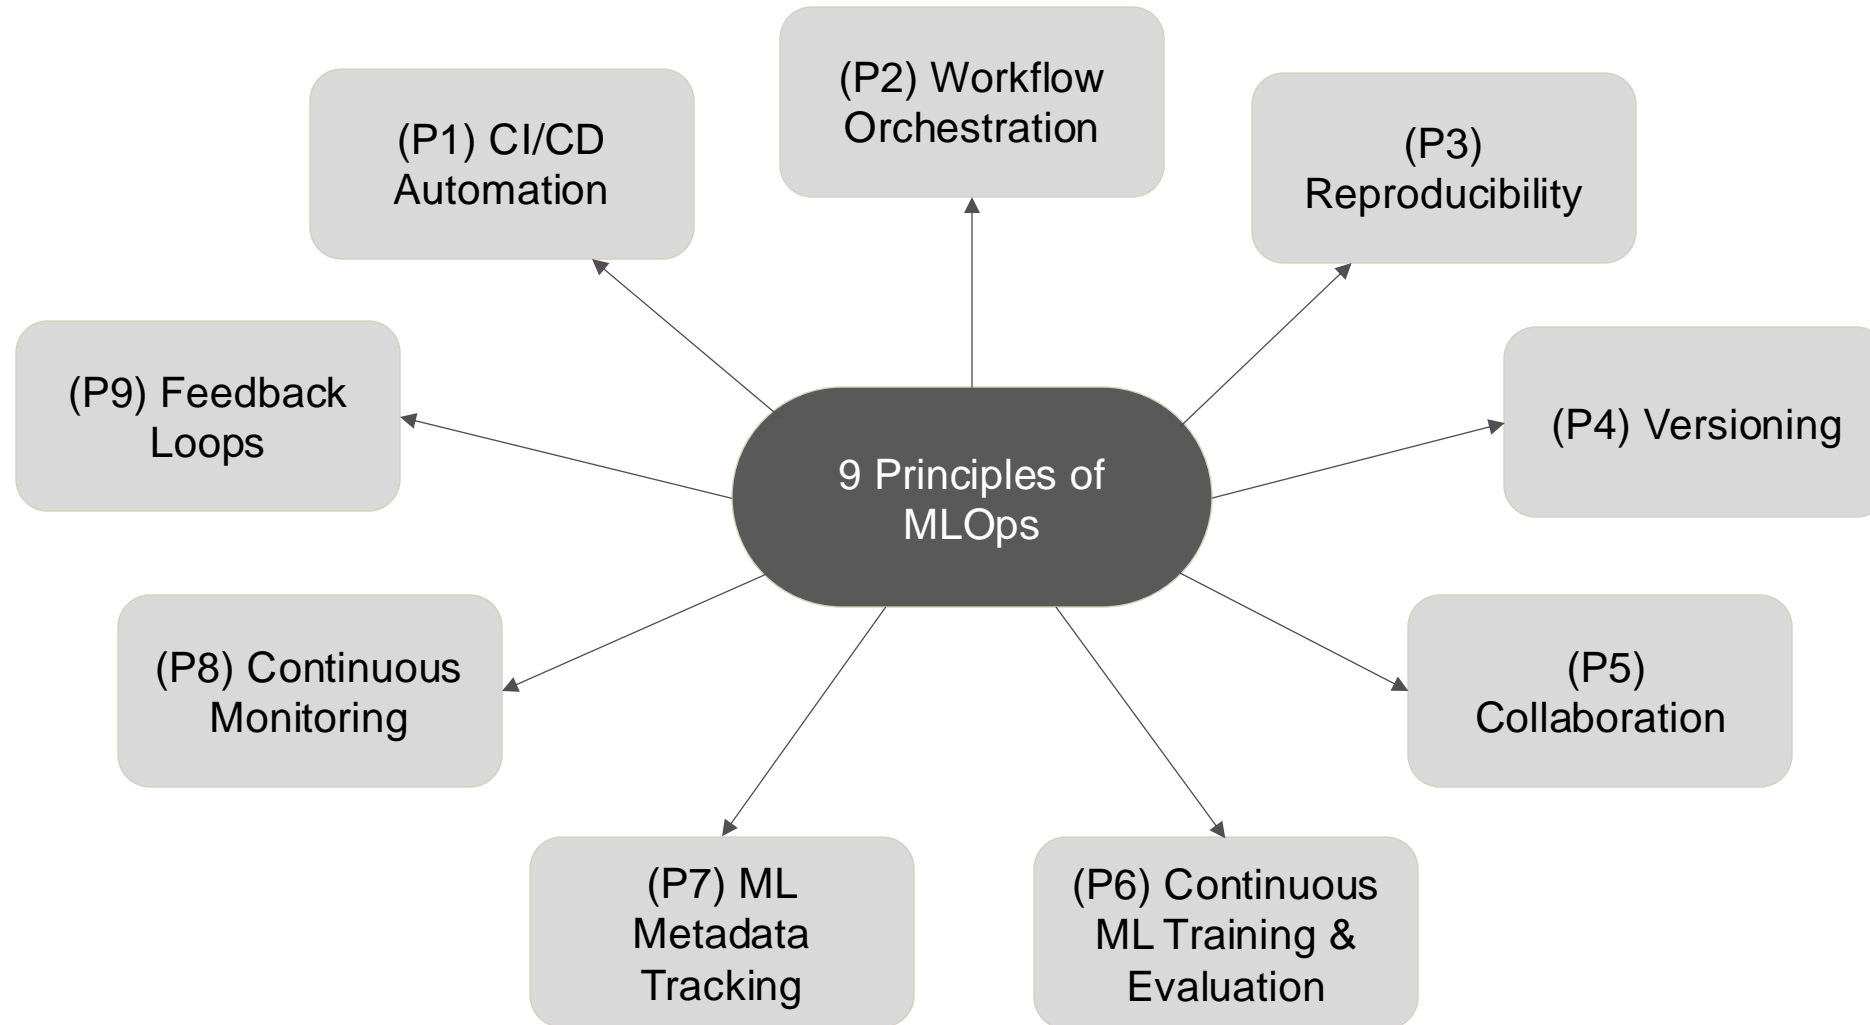 (P1) CI/CD
Automation
(P2) Workflow
Orchestration
(P3)
Reproducibility
(P9) Feedback
Loops
(P4) Versioning
9 Principles of
MLOps
(P8) Continuous
Monitoring
(P5)
Collaboration
(P7) ML
Metadata
Tracking
(P6) Continuous
ML Training &
Evaluation